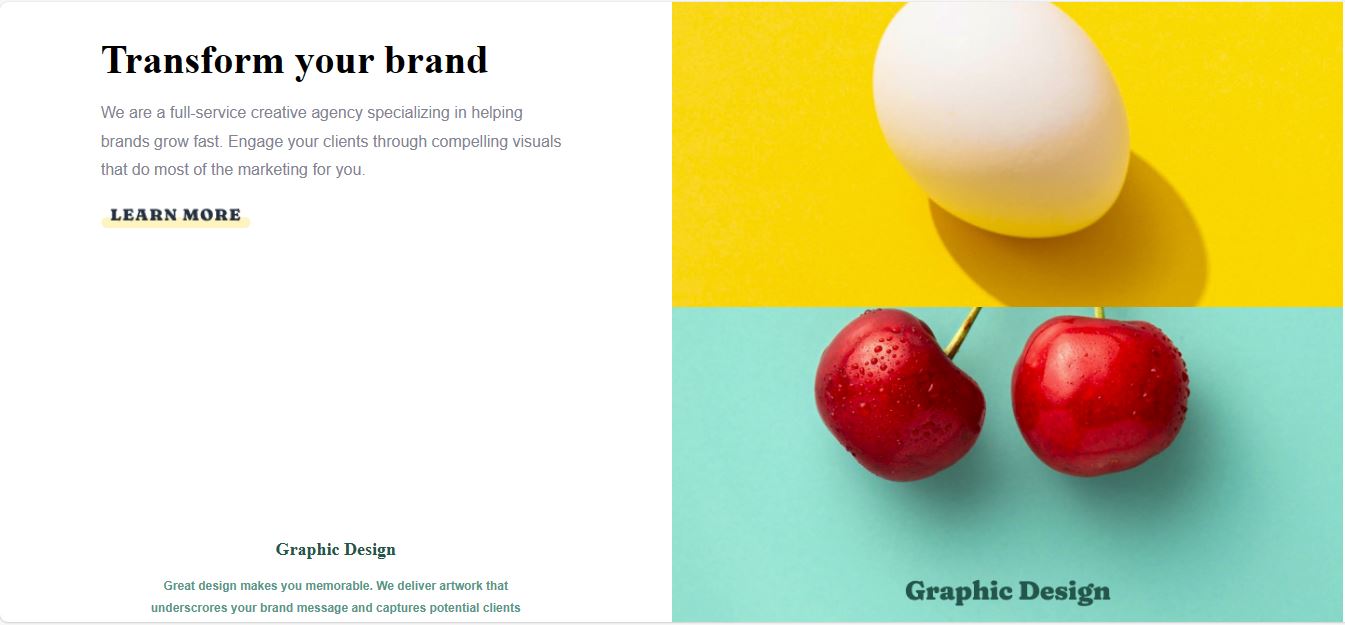 Transform your brand
We are a full-service creative agency specializing in helping
brands grow fast. Engage your clients through compelling visuals
that do most of the marketing for you.
LEARN MORE
Graphic Design
Great design makes you memorable. We deliver artwork that
underscrores your brand message and captures potential clients
Graphic Design